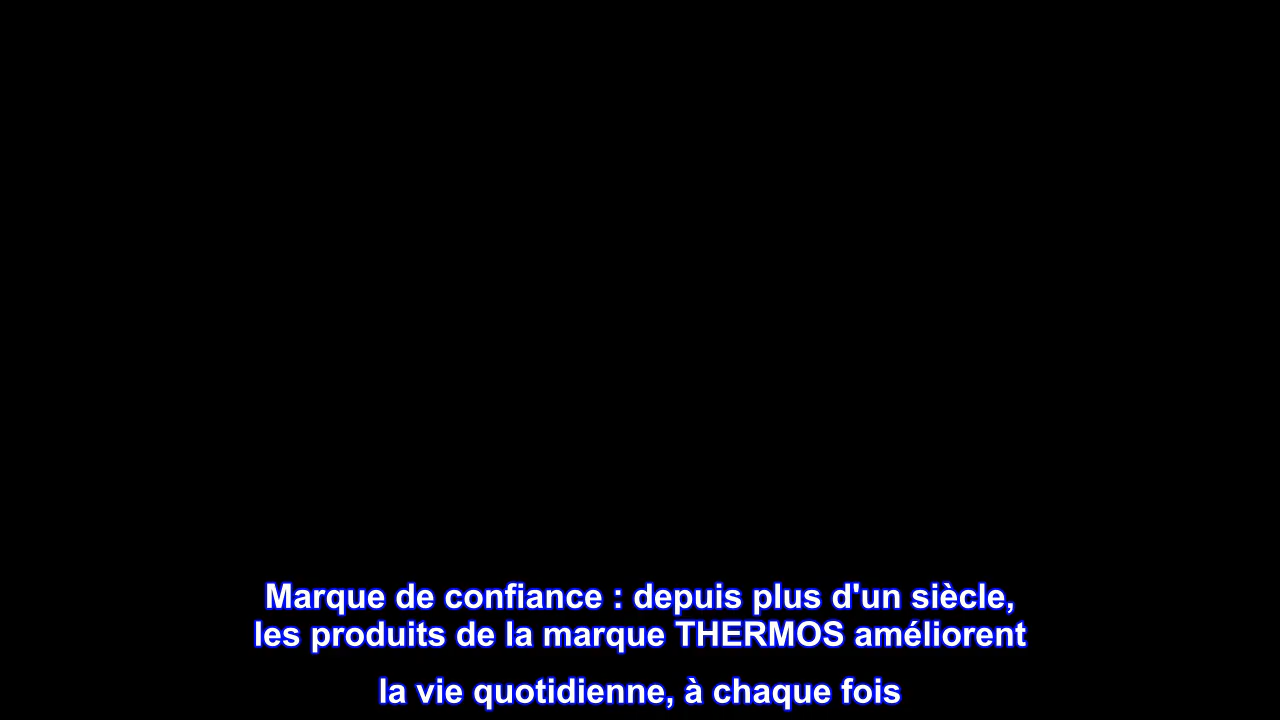 Marque de confiance : depuis plus d'un siècle,
les produits de la marque THERMOS améliorent
la vie quotidienne, à chaque fois